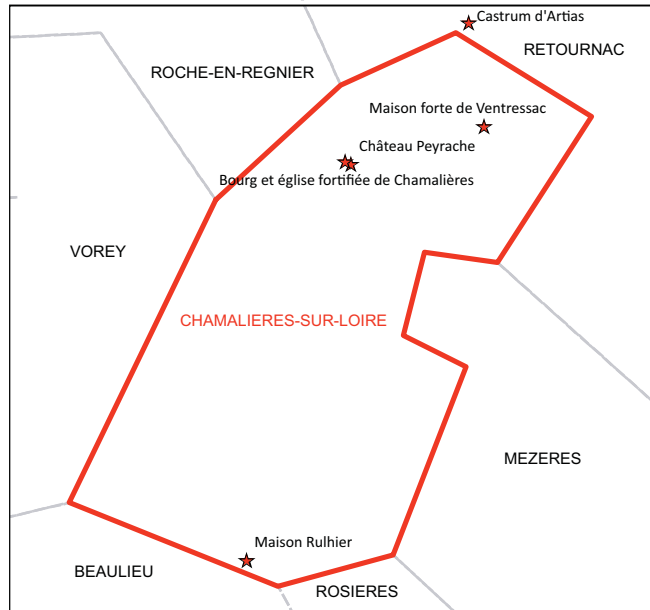 Castrum d'Artias
RETOURNAC
ROCHE-EN-REGNIER
Maison forte de Ventressac
Château Peyrache
Bourg et église fortifiée de Chamalières
VOREY
CHAMALIERES-SUR-LOIRE
MEZERES
Maison Rulhier
BEAULIEU
ROSIERES